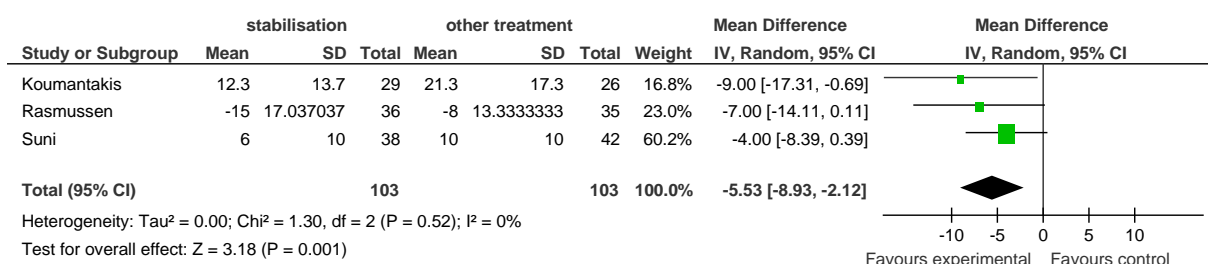 stabilisation other treatment Mean Difference Mean Difference
Study or Subgroup Mean SD Total Mean SD Total Weight IV, Random, 95% CI IV, Random, 95% CI
Koumantakis 12.3 13.7 29 21.3 17.3 26 16.8% -9.00 [-17.31, -0.69]
Rasmussen -15 17.037037 36 -8 13.3333333 35 23.0% -7.00 [-14.11, 0.11]
Suni 6 10 38 10 10 42 60.2% -4.00 [-8.39, 0.39]
Total (95% CI) 103 103 100.0% -5.53 [-8.93, -2.12]
Heterogeneity: Tau² = 0.00; Chi² = 1.30, df = 2 (P = 0.52); I² = 0%
Test for overall effect: Z = 3.18 (P = 0.001)
-10 -5 0 5 10
Favours experimental Favours control